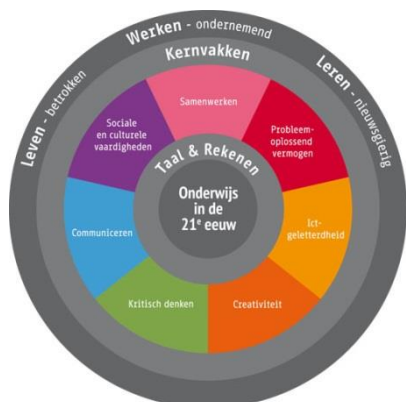 Werken - ondernemend
Leven - betrokken
Leren - nieuwsgierig
Kernvakken
Samenwerken
Sociale
en culturele
vaardigheden
Probleem-
oplossend
vermogen
Taal & Rekenen
Onderwijs
in de
21e eeuw
Communiceren
Ict-
geletterdheid
Kritisch denken
Creativiteit